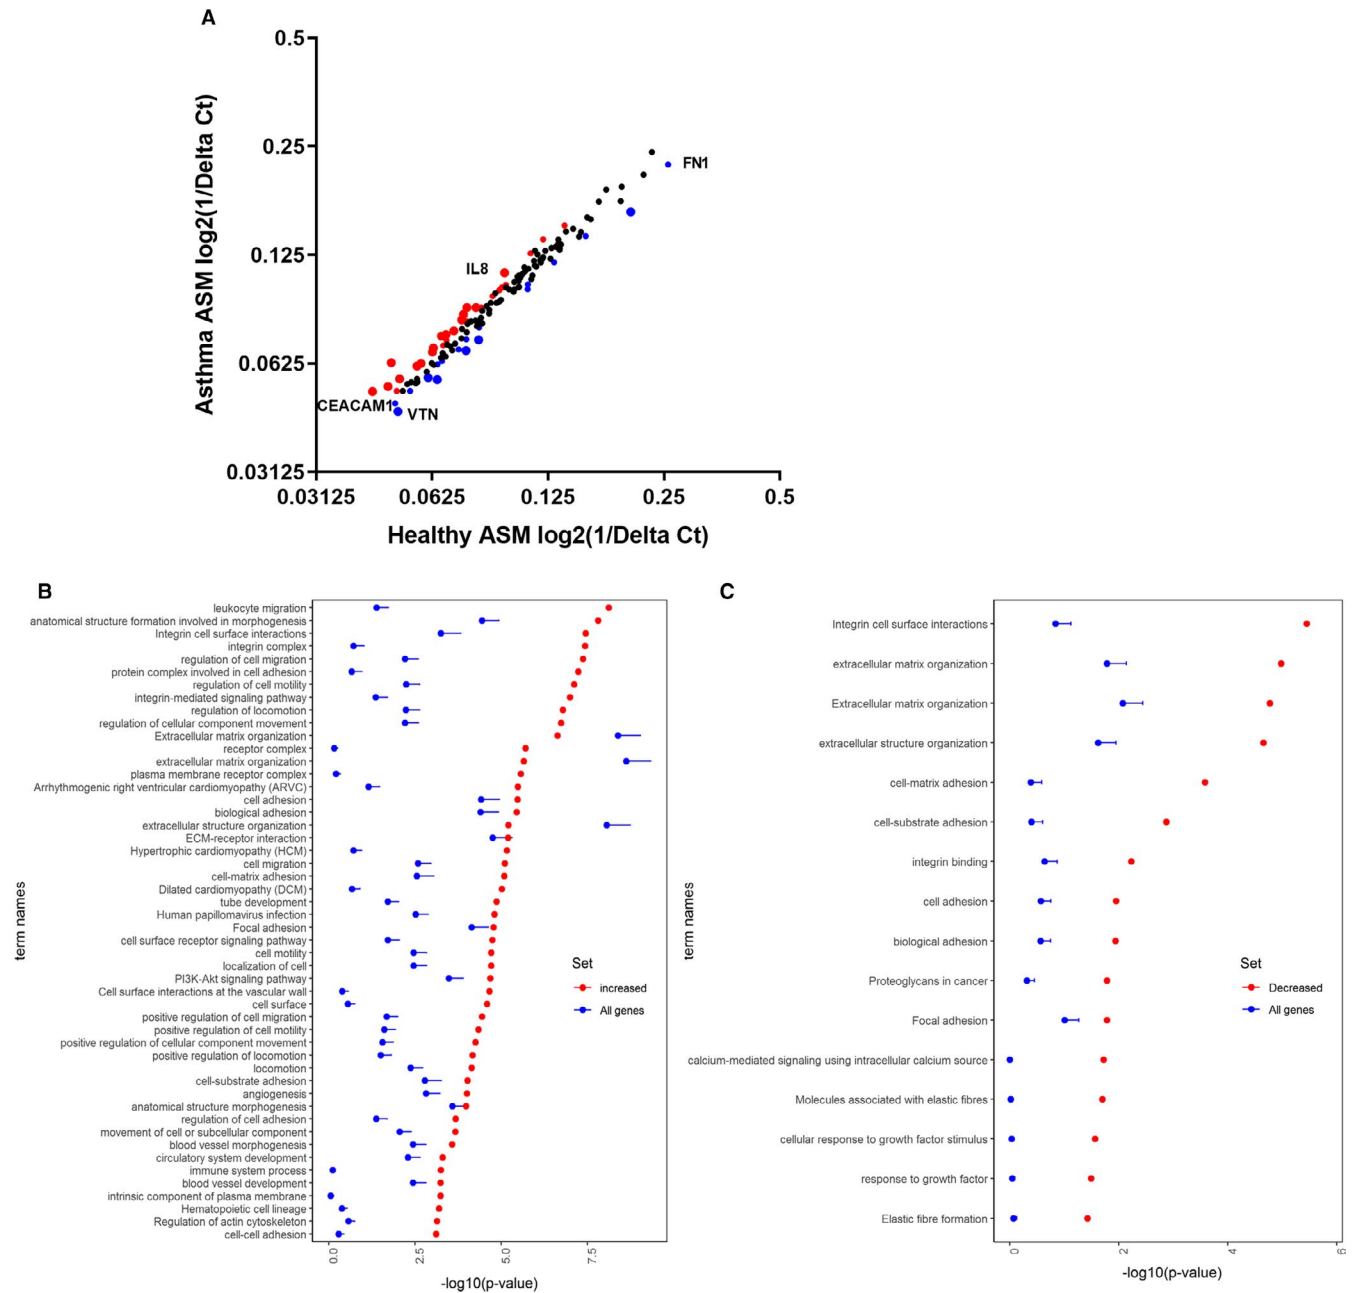 A
0.5
0.25
0.125
0.0625
0.03125
Asthma ASM log2(1/Delta Ct)
FN1
IL8
CEACAM1
VTN
0.03125 0.0625 0.125 0.25 0.5
Healthy ASM log2(1/Delta Ct)
B
term names
leukocyte migration
anatomical structure formation involved in morphogenesis
Integrin cell surface interactions
integrin complex
regulation of cell migration
protein complex involved in cell adhesion
regulation of cell motility
integrin-mediated signaling pathway
regulation of locomotion
regulation of cellular component movement
Extracellular matrix organization
receptor complex
extracellular matrix organization
plasma membrane receptor complex
Arrhythmogenic right ventricular cardiomyopathy (ARVC)
cell adhesion
biological adhesion
extracellular structure organization
ECM-receptor interaction
Hypertrophic cardiomyopathy (HCM)
cell migration
cell-matrix adhesion
Dilated cardiomyopathy (DCM)
tube development
Human papillomavirus infection
Focal adhesion
cell surface receptor signaling pathway
cell motility
localization of cell
PI3K-Akt signaling pathway
Cell surface interactions at the vascular wall
cell surface
positive regulation of cell migration
positive regulation of cell motility
positive regulation of cellular component movement
positive regulation of locomotion
locomotion
cell-substrate adhesion
angiogenesis
anatomical structure morphogenesis
regulation of cell adhesion
movement of cell or subcellular component
blood vessel morphogenesis
circulatory system development
immune system process
blood vessel development
intrinsic component of plasma membrane
Hematopoietic cell lineage
Regulation of actin cytoskeleton
cell-cell adhesion
Set
increased
All genes
0.0 2.5 5.0 7.5
-log10(p-value)
C
term names
Integrin cell surface interactions
extracellular matrix organization
Extracellular matrix organization
extracellular structure organization
cell-matrix adhesion
cell-substrate adhesion
integrin binding
cell adhesion
biological adhesion
Proteoglycans in cancer
Focal adhesion
calcium-mediated signaling using intracellular calcium source
Molecules associated with elastic fibres
cellular response to growth factor stimulus
response to growth factor
Elastic fibre formation
Set
Decreased
All genes
0 2 4 6
-log10(p-value)